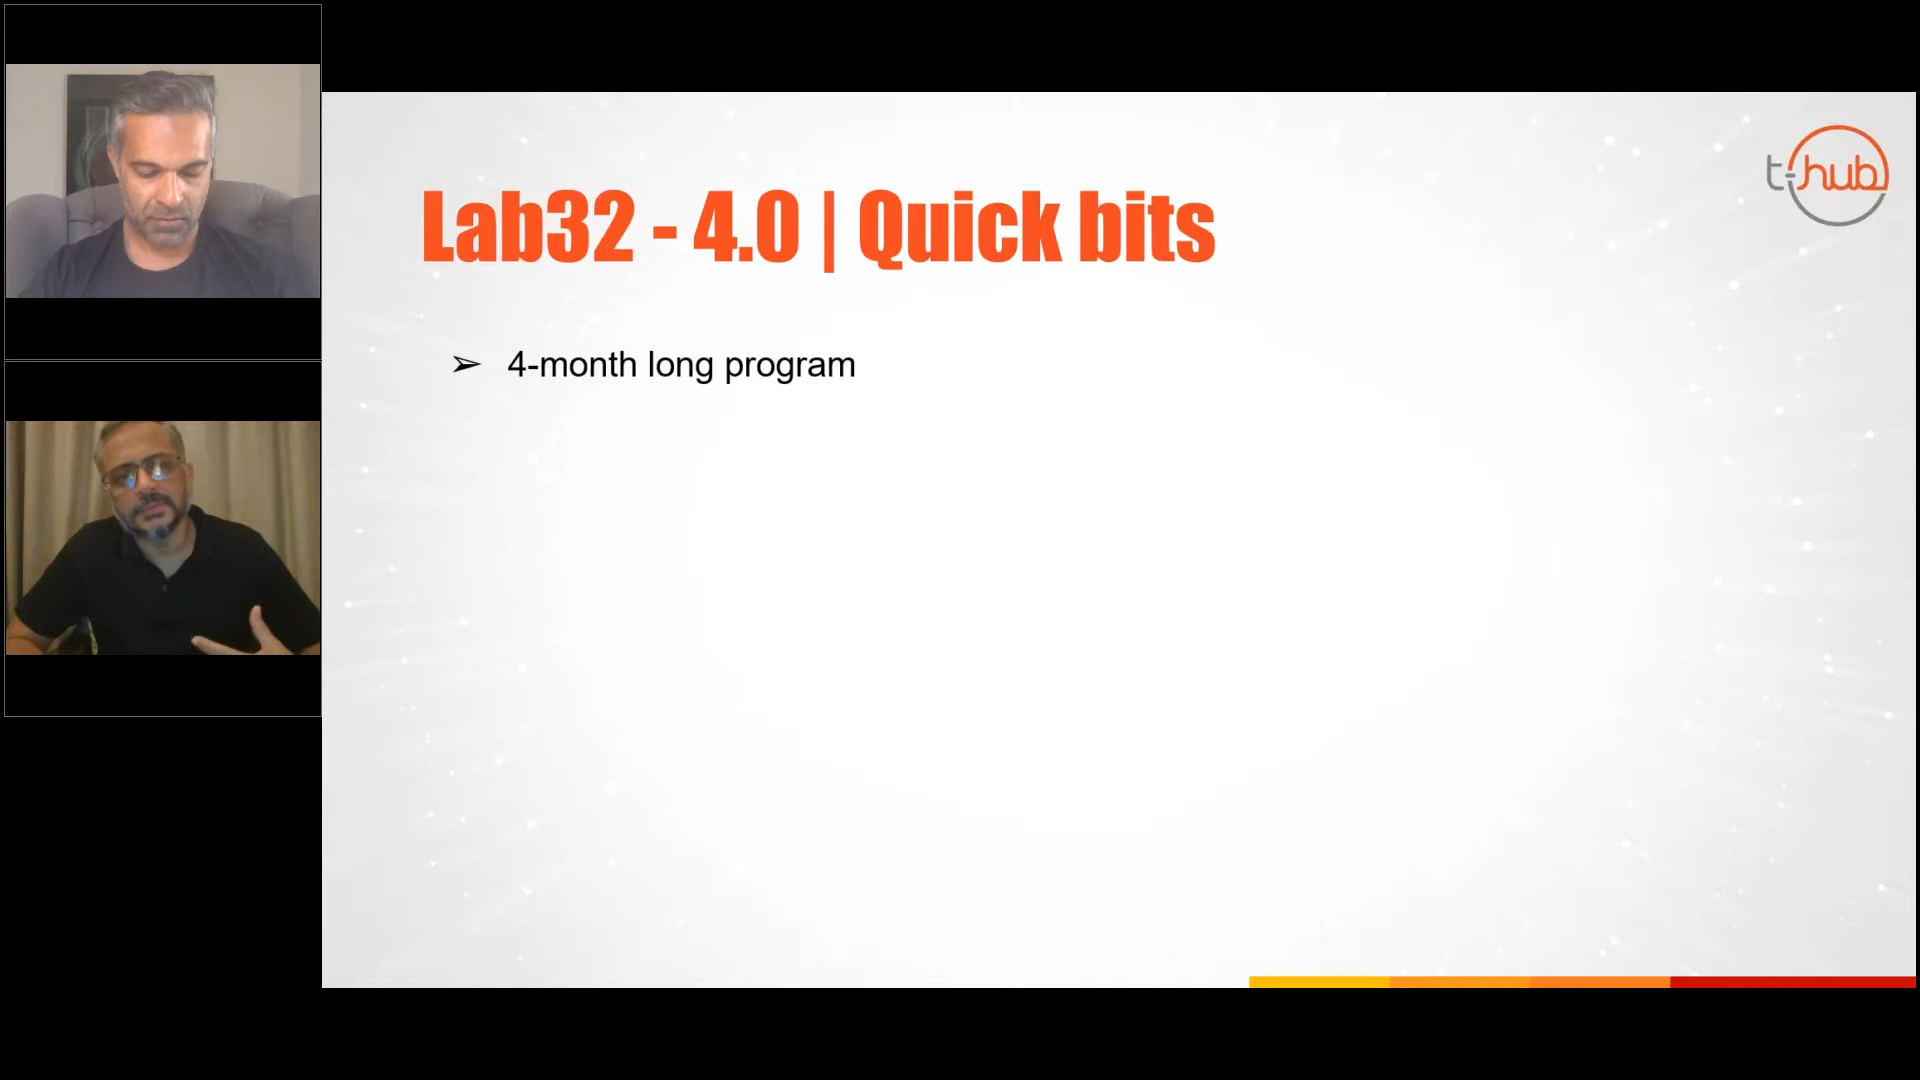 t-hub
Lab32 - 4.0 | Quick bits
➢ 4-month long program